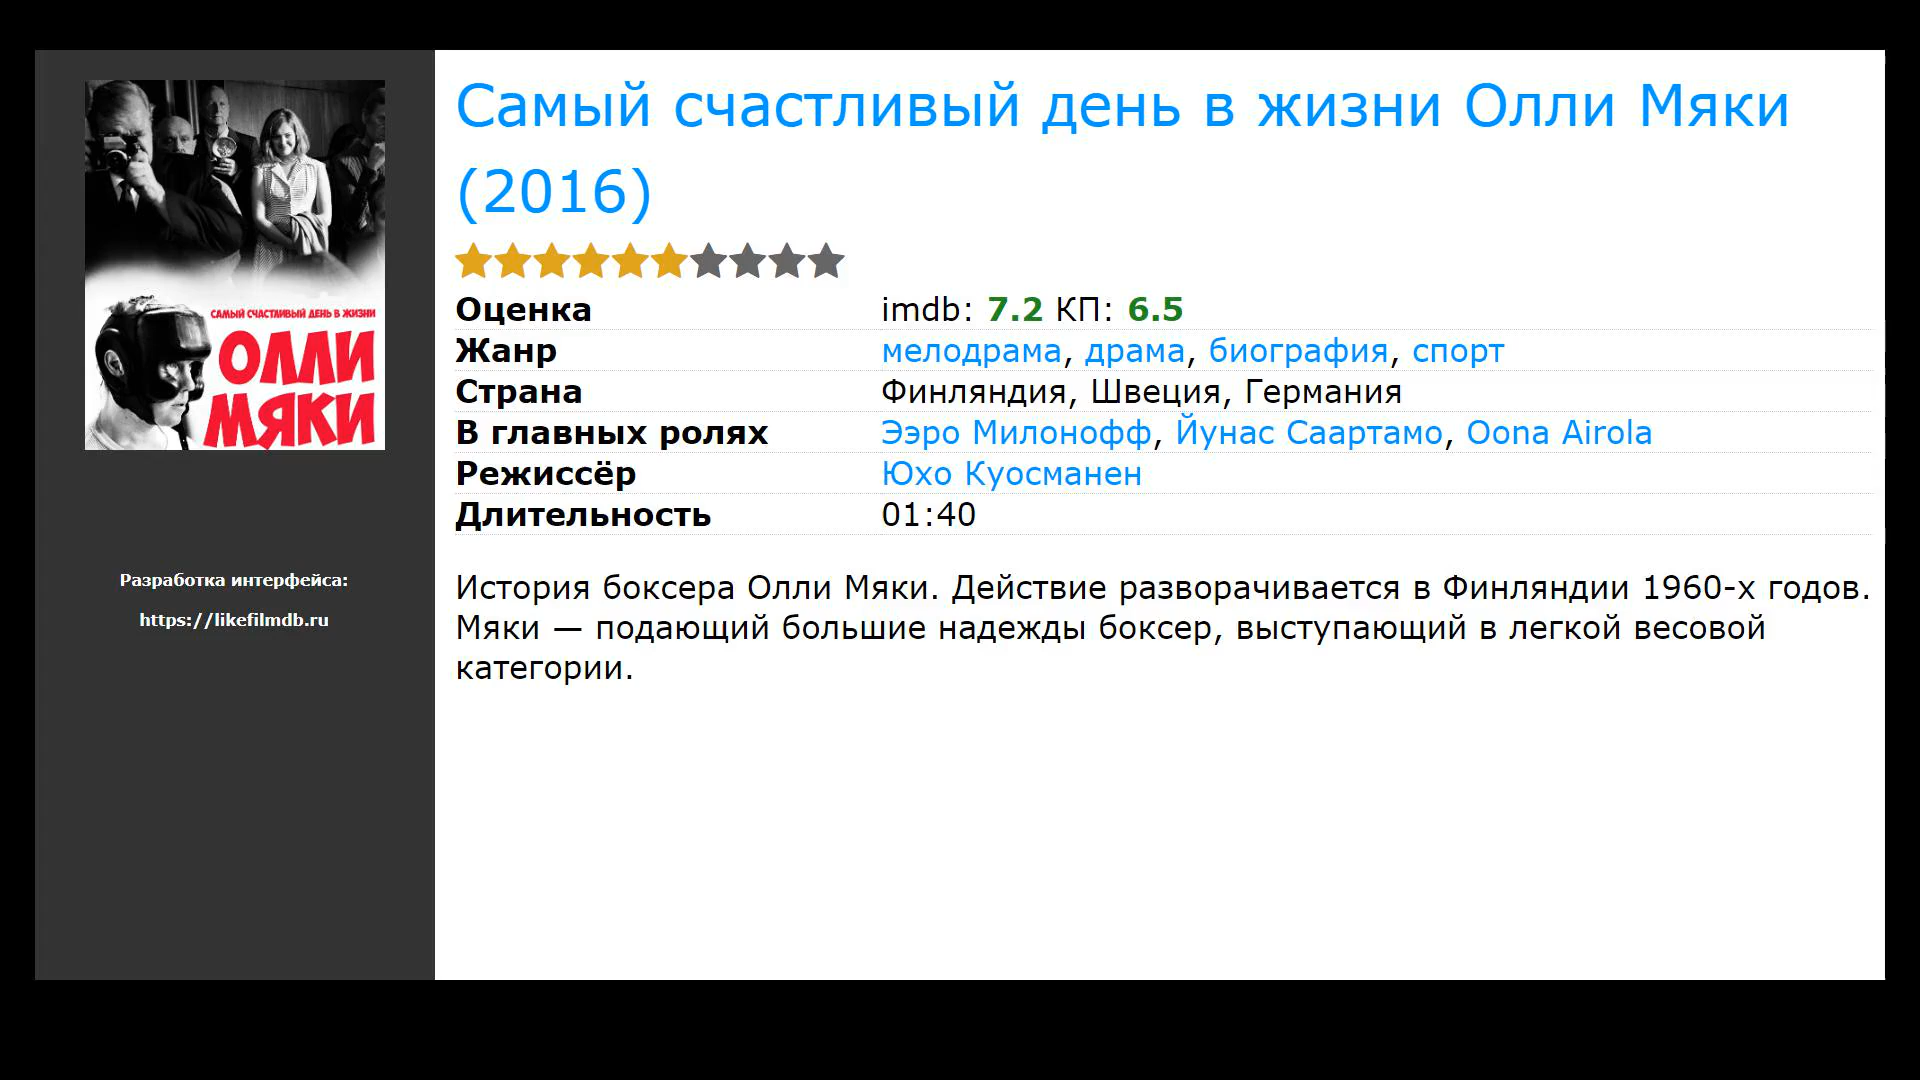 САМЫЙ СЧАСТЛИВЫЙ ДЕНЬ В ЖИЗНИ
ОЛЛИ
МЯКИ
Разработка интерфейса:
https://likefilmdb.ru
Самый счастливый день в жизни Олли Мяки
(2016)
Оценка imdb: 7.2 КП: 6.5
Жанр мелодрама, драма, биография, спорт
Страна Финляндия, Швеция, Германия
В главных ролях Ээро Милонофф, Йунас Саартамо, Oona Airola
Режиссёр Юхо Куосманен
Длительность 01:40
История боксера Олли Мяки. Действие разворачивается в Финляндии 1960-х годов.
Мяки — подающий большие надежды боксер, выступающий в легкой весовой
категории.